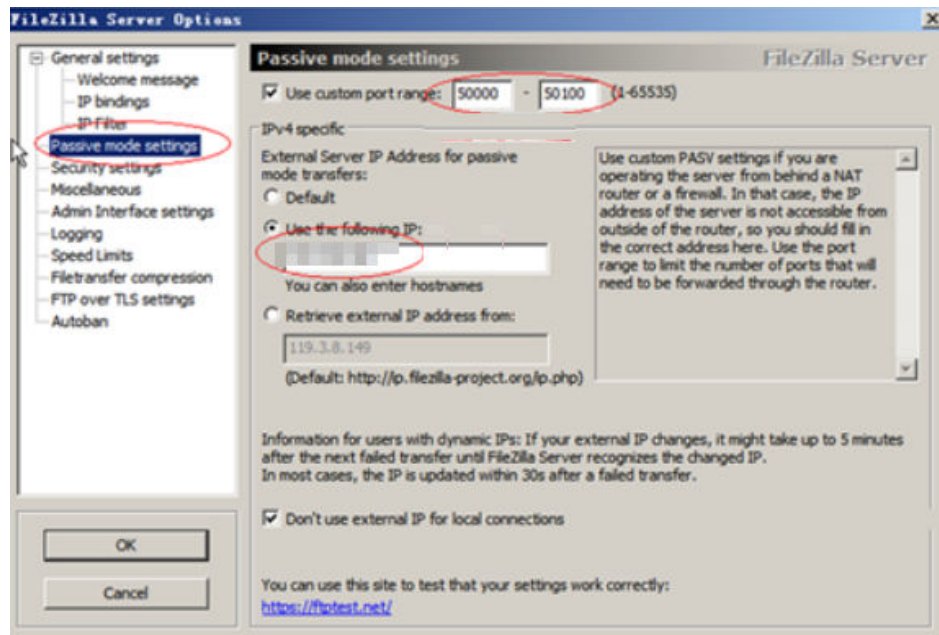 FileZilla Server Options
General settings
Welcome message
IP bindings
IP Filter
Passive mode settings
Security settings
Miscellaneous
Admin Interface settings
Logging
Speed Limits
Filetransfer compression
FTP over TLS settings
Autoban
OK
Cancel
Passive mode settings
FileZilla Server
Use custom port range: 50000 - 50100 (1-65535)
IPv4 specific
External Server IP Address for passive
mode transfers:
Default
Use the following IP:
You can also enter hostnames
Retrieve external IP address from:
119.3.8.149
(Default: http://ip.filezilla-project.org/ip.php)
Use custom PASV settings if you are
operating the server from behind a NAT
router or a firewall. In that case, the IP
address of the server is not accessible from
outside of the router, so you should fill in
the correct address here. Use the port
range to limit the number of ports that will
need to be forwarded through the router.
Information for users with dynamic IPs: If your external IP changes, it might take up to 5 minutes
after the next failed transfer until FileZilla Server recognizes the changed IP.
In most cases, the IP is updated within 30s after a failed transfer.
Don't use external IP for local connections
You can use this site to test that your settings work correctly:
https://ftptest.net/